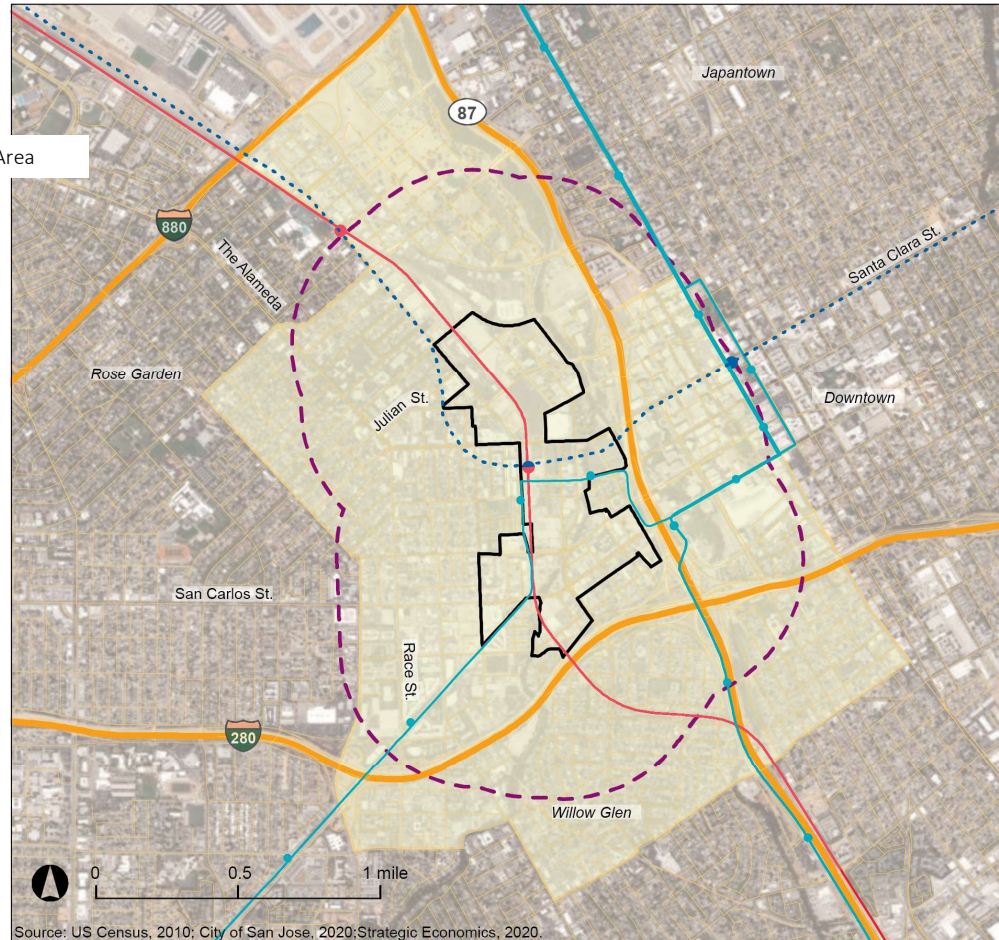 Japantown
87
Area
880
The Alameda
Santa Clara St.
Rose Garden
Julian St.
Downtown
San Carlos St.
Race St.
280
Willow Glen
0 0.5 1 mile
Source: US Census, 2010; City of San Jose, 2020;Strategic Economics, 2020.